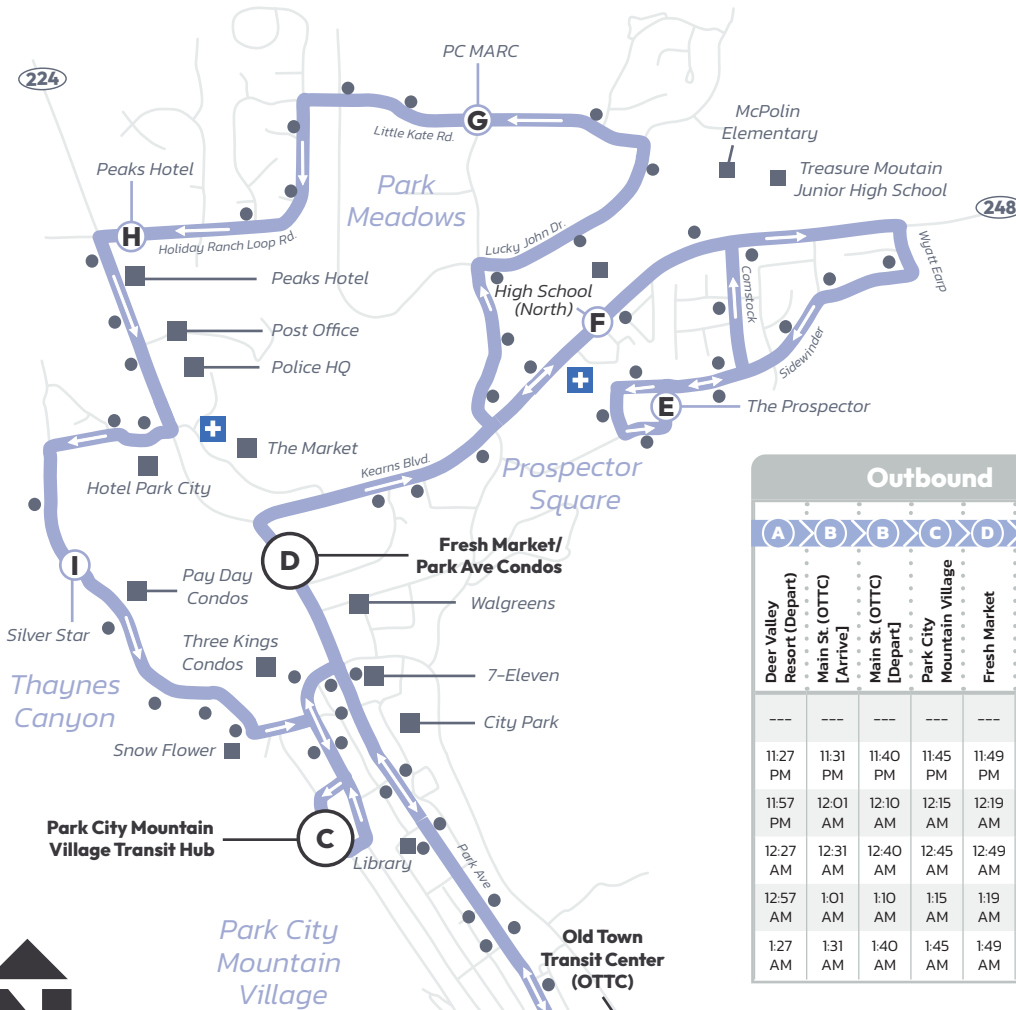 PC MARC
224
McPolin
Elementary
G
Little Kate Rd.
Treasure Moutain
Junior High School
Peaks Hotel
Park
Meadows
248
H
Holiday Ranch Loop Rd.
Lucky John Dr.
Wyatt Earp
Peaks Hotel
High School
(North)
Comstock
F
Post Office
Sidewinder
Police HQ
E
The Prospector
The Market
Kearns Blvd.
Prospector
Square
Hotel Park City
D
Fresh Market/
Park Ave Condos
I
Pay Day
Condos
Walgreens
Silver Star
Three Kings
Condos
7-Eleven
Thaynes
Canyon
City Park
Snow Flower
Park City Mountain
Village Transit Hub
C
Library
Park Ave
Park City
Mountain
Village
Old Town
Transit Center
(OTTC)
N
Outbound
A B B C D
Deer Valley
Resort (Depart)
Main St. (OTTC)
[Arrive]
Main St. (OTTC)
[Depart]
Park City
Mountain Village
Fresh Market
--- --- --- --- ---
11:27 11:31 11:40 11:45 11:49
PM PM PM PM PM
11:57 12:01 12:10 12:15 12:19
PM AM AM AM AM
12:27 12:31 12:40 12:45 12:49
AM AM AM AM AM
12:57 1:01 1:10 1:15 1:19
AM AM AM AM AM
1:27 1:31 1:40 1:45 1:49
AM AM AM AM AM